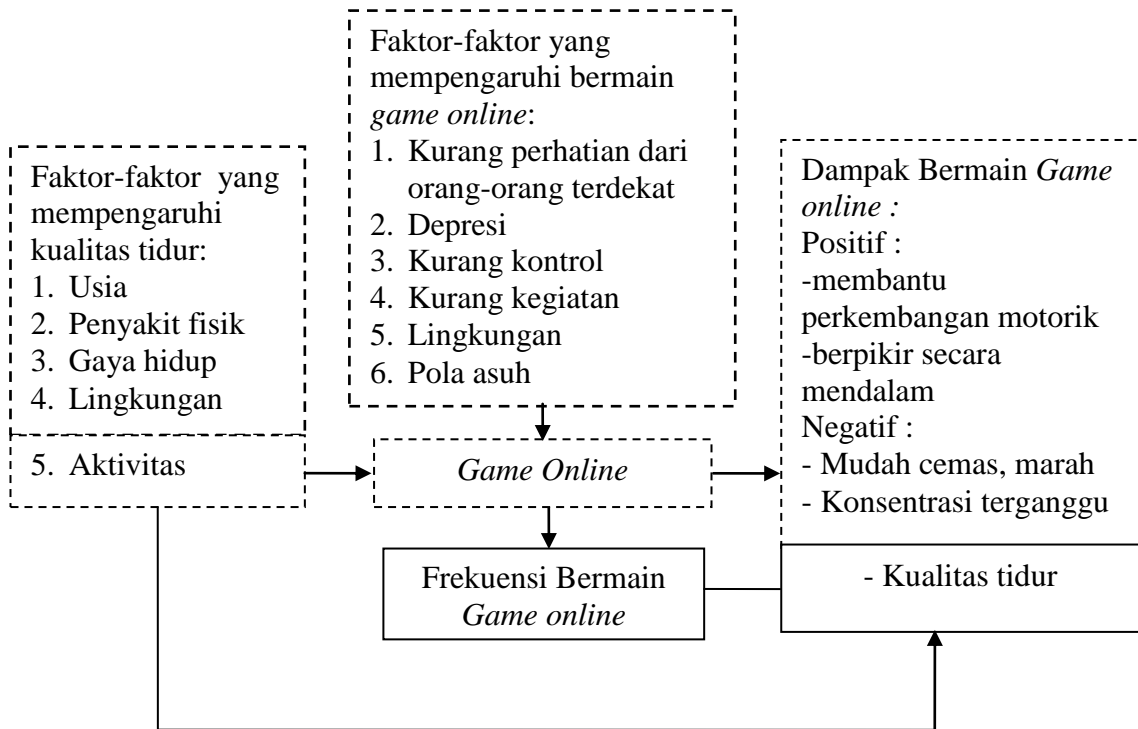 Faktor-faktor yang
mempengaruhi
kualitas tidur:
1. Usia
2. Penyakit fisik
3. Gaya hidup
4. Lingkungan
5. Aktivitas
Faktor-faktor yang
mempengaruhi bermain
game online:
1. Kurang perhatian dari
orang-orang terdekat
2. Depresi
3. Kurang kontrol
4. Kurang kegiatan
5. Lingkungan
6. Pola asuh
Game Online
Frekuensi Bermain
Game online
Dampak Bermain Game
online :
Positif :
-membantu
perkembangan motorik
-berpikir secara
mendalam
Negatif :
- Mudah cemas, marah
- Konsentrasi terganggu
- Kualitas tidur